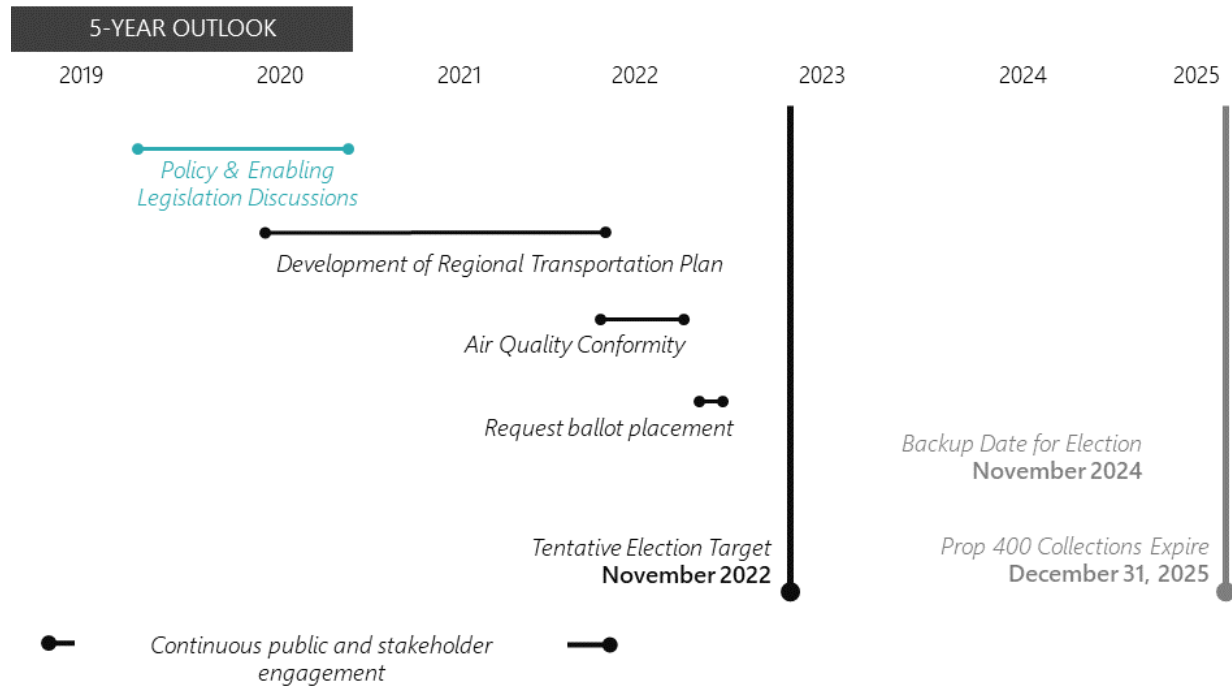 5-YEAR OUTLOOK
2019 2020 2021 2022 2023 2024 2025
Policy & Enabling
Legislation Discussions
Development of Regional Transportation Plan
Air Quality Conformity
Request ballot placement
Backup Date for Election
November 2024
Tentative Election Target
November 2022
Prop 400 Collections Expire
December 31, 2025
Continuous public and stakeholder
engagement